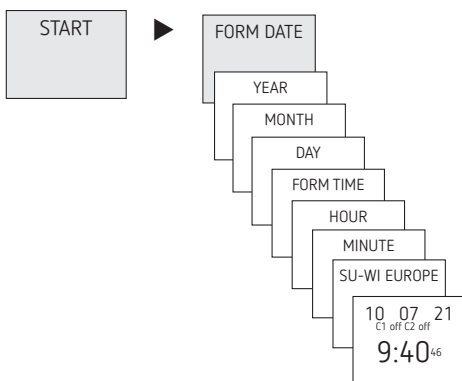 START
FORM DATE
YEAR
MONTH
DAY
FORM TIME
HOUR
MINUTE
SU-WI EUROPE
10 07 21
C1 off C2 off
9:40 46